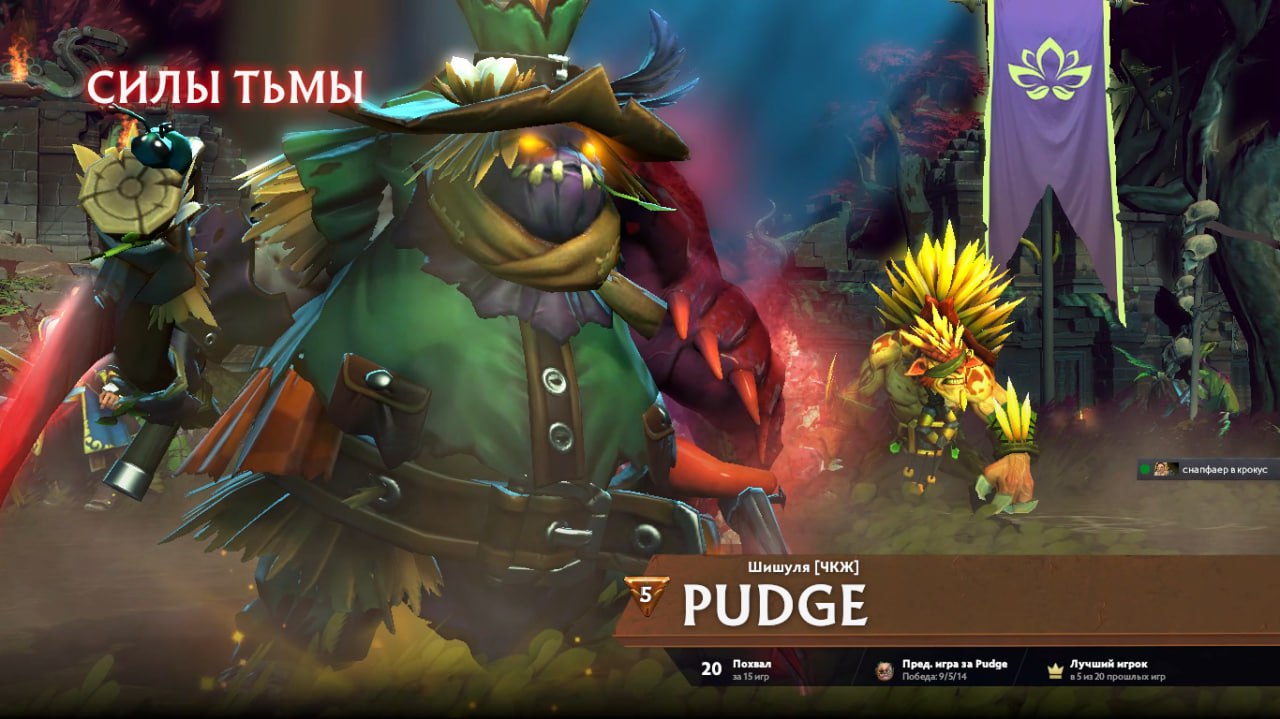 СИЛЫ ТЬМЫ
снапфаер в крокус
Шишуля [ЧКЖ]
5
PUDGE
20
Похвал
за 15 игр
Пред. игра за Pudge
Победа: 9/5/14
Лучший игрок
в 5 из 20 прошлых игр